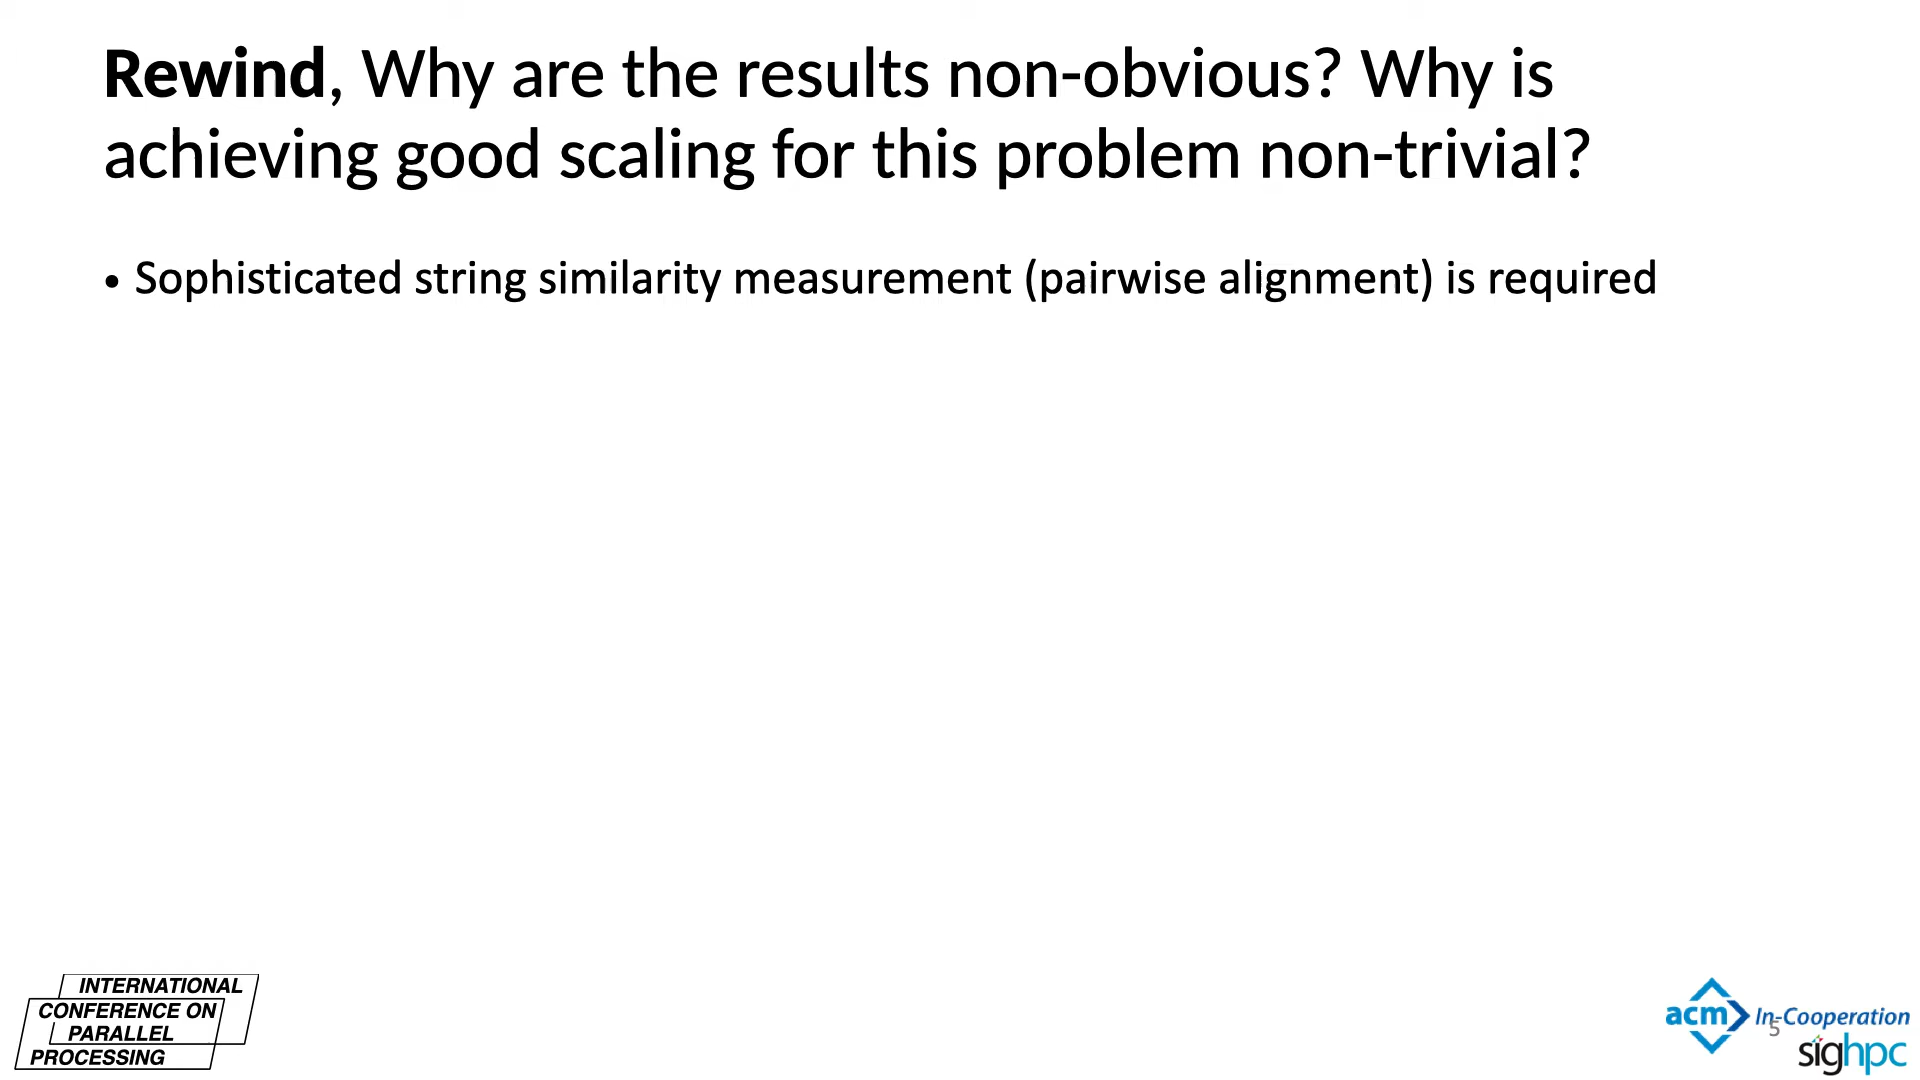 Rewind, Why are the results non-obvious? Why is
achieving good scaling for this problem non-trivial?
• Sophisticated string similarity measurement (pairwise alignment) is required
INTERNATIONAL
CONFERENCE ON
PARALLEL
PROCESSING
acm In-Cooperation
5
sighpc